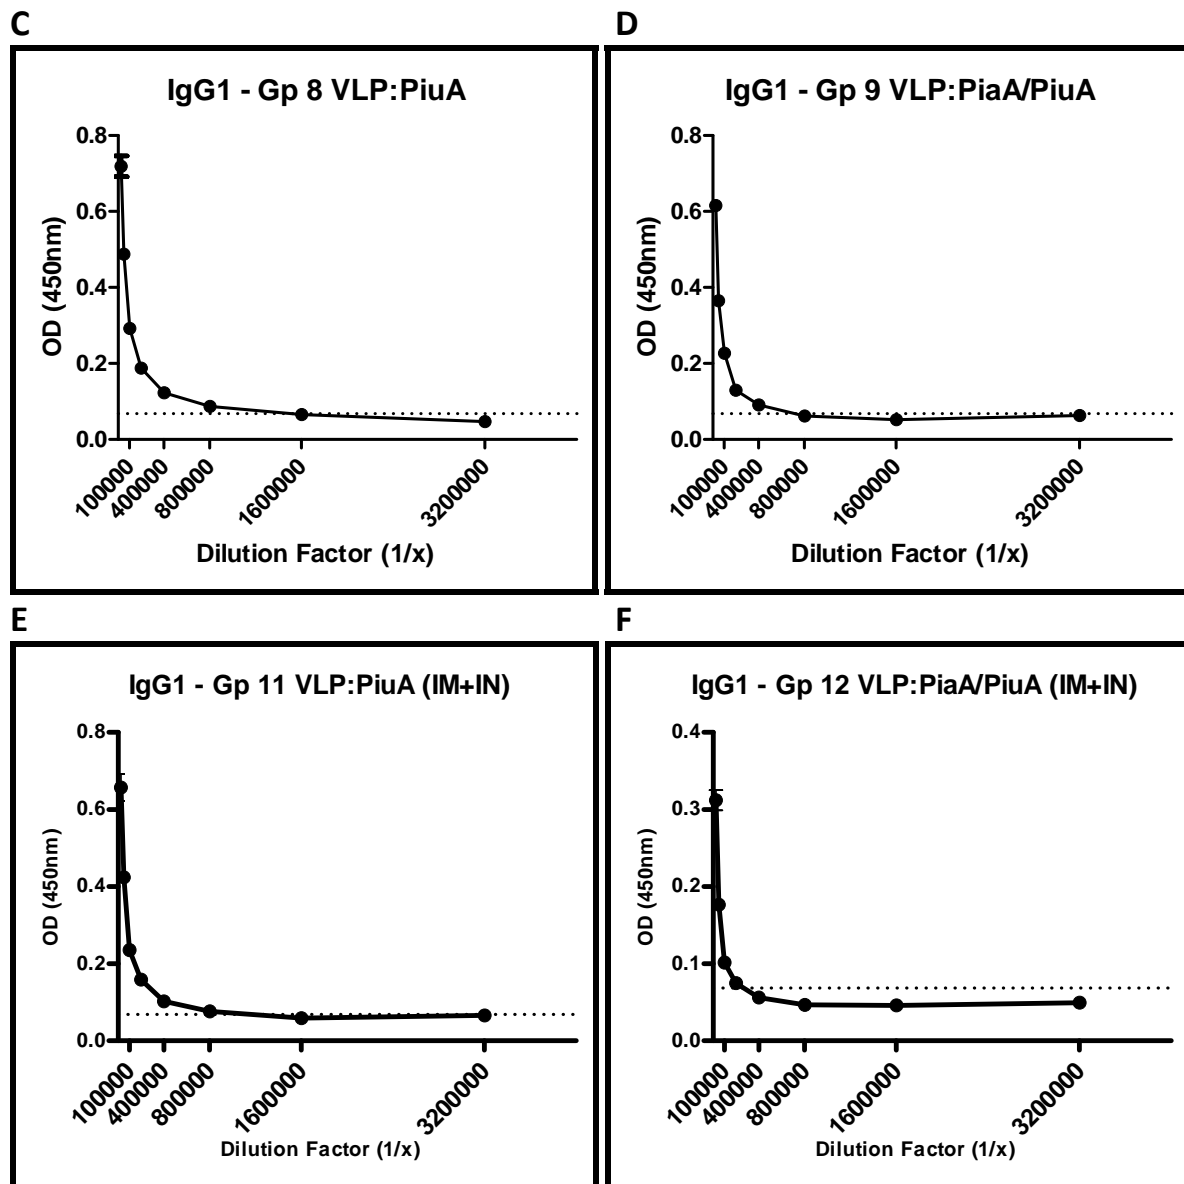 C
IgG1 - Gp 8 VLP:PiuA
OD (450nm)
0.8
0.6
0.4
0.2
0.0
100000
400000
800000
1600000
3200000
Dilution Factor (1/x)
D
IgG1 - Gp 9 VLP:PiaA/PiuA
OD (450nm)
0.8
0.6
0.4
0.2
0.0
100000
400000
800000
1600000
3200000
Dilution Factor (1/x)
E
IgG1 - Gp 11 VLP:PiuA (IM+IN)
OD (450nm)
0.8
0.6
0.4
0.2
0.0
100000
400000
800000
1600000
3200000
Dilution Factor (1/x)
F
IgG1 - Gp 12 VLP:PiaA/PiuA (IM+IN)
OD (450nm)
0.4
0.3
0.2
0.1
0.0
100000
400000
800000
1600000
3200000
Dilution Factor (1/x)